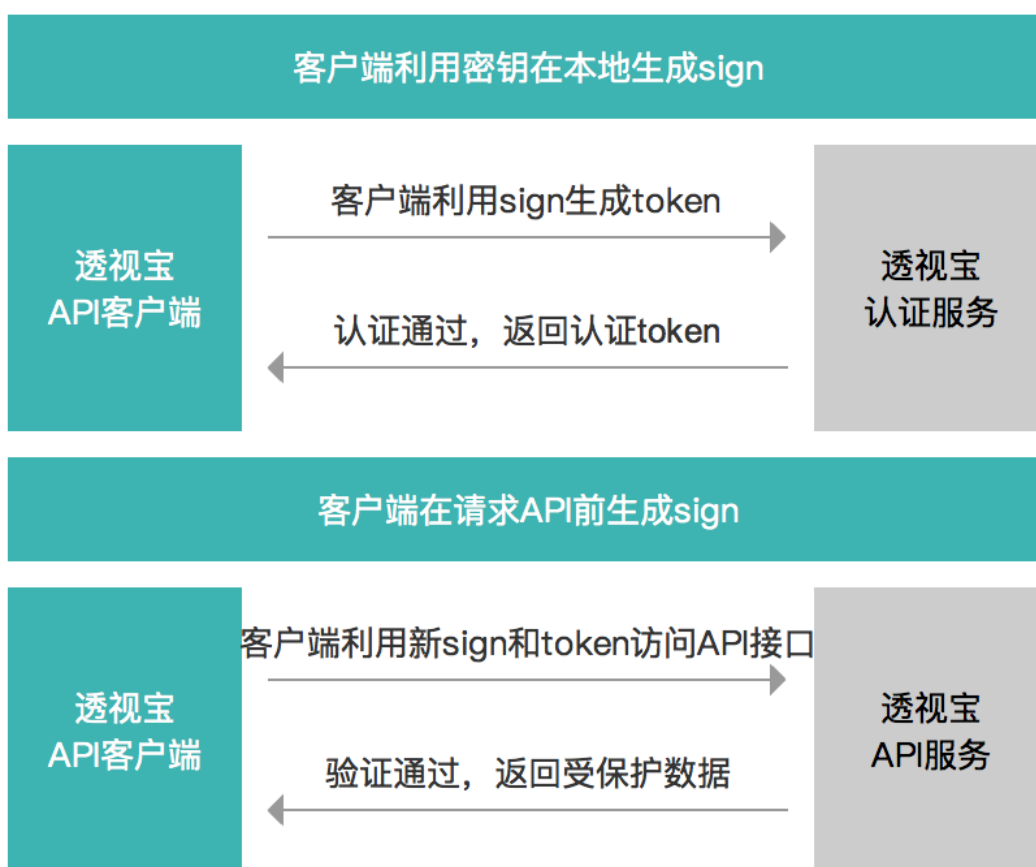 客户端利用密钥在本地生成sign
客户端利用sign生成token
透视宝
API客户端
透视宝
认证服务
认证通过，返回认证token
客户端在请求API前生成sign
客户端利用新sign和token访问API接口
透视宝
API客户端
透视宝
API服务
验证通过，返回受保护数据